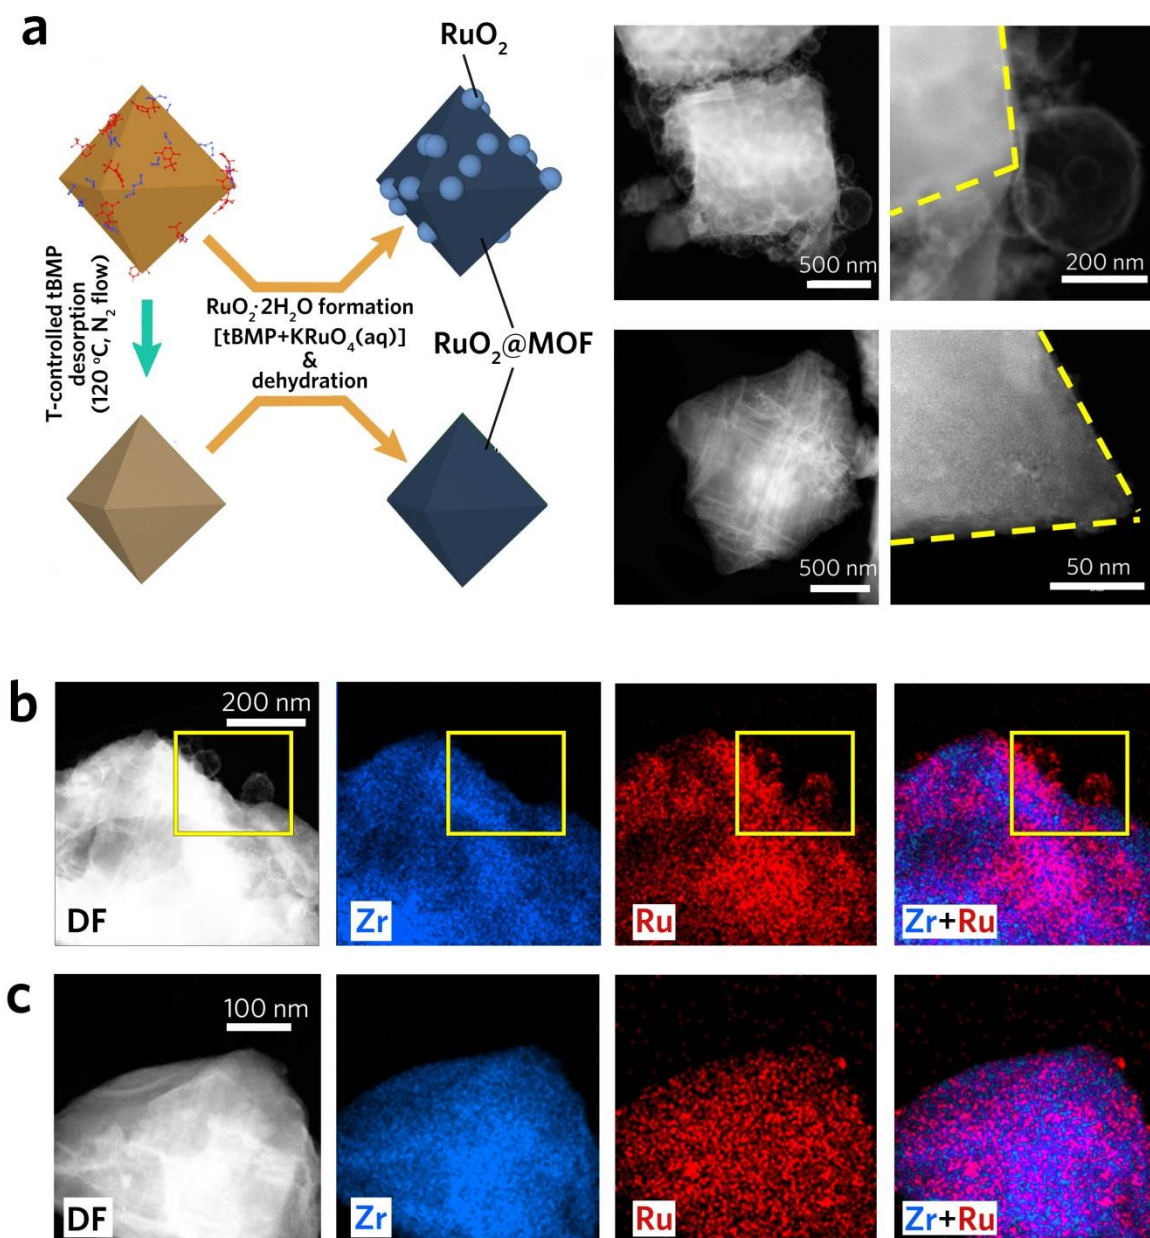 a
RuO₂
T-controlled tBMP
desorption
(120 °C, N₂ flow)
RuO₂·2H₂O formation
[tBMP+KRuO₄(aq)]
&
dehydration
RuO₂@MOF
500 nm
200 nm
500 nm
50 nm
b
200 nm
DF
Zr
Ru
Zr+Ru
c
100 nm
DF
Zr
Ru
Zr+Ru